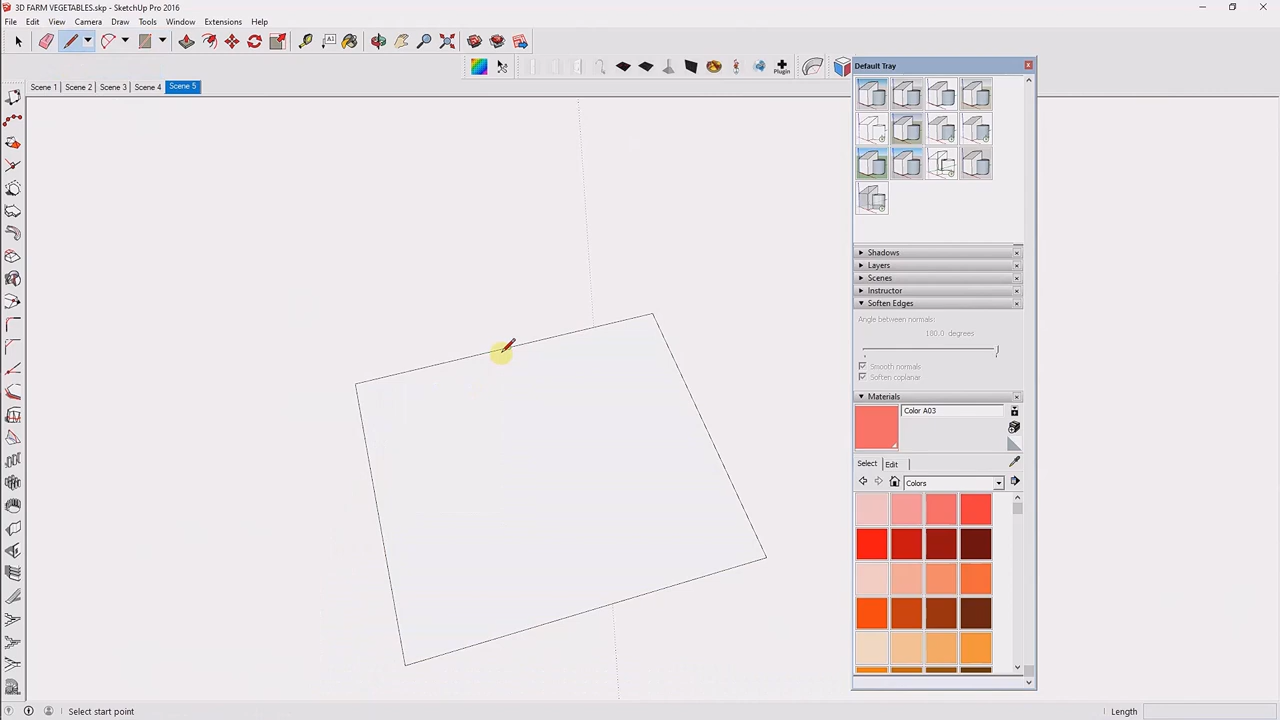 3D FARM VEGETABLES.skp - SketchUp Pro 2016
File Edit View Camera Draw Tools Window Extensions Help
A1
Plugin
Default Tray
Scene 1 Scene 2 Scene 3 Scene 4 Scene 5
Shadows
Layers
Scenes
Instructor
Soften Edges
Angle between normals:
180.0 degrees
Smooth normals
Soften coplanar
Materials
Color A03
Select Edit
Colors
Select start point
Length